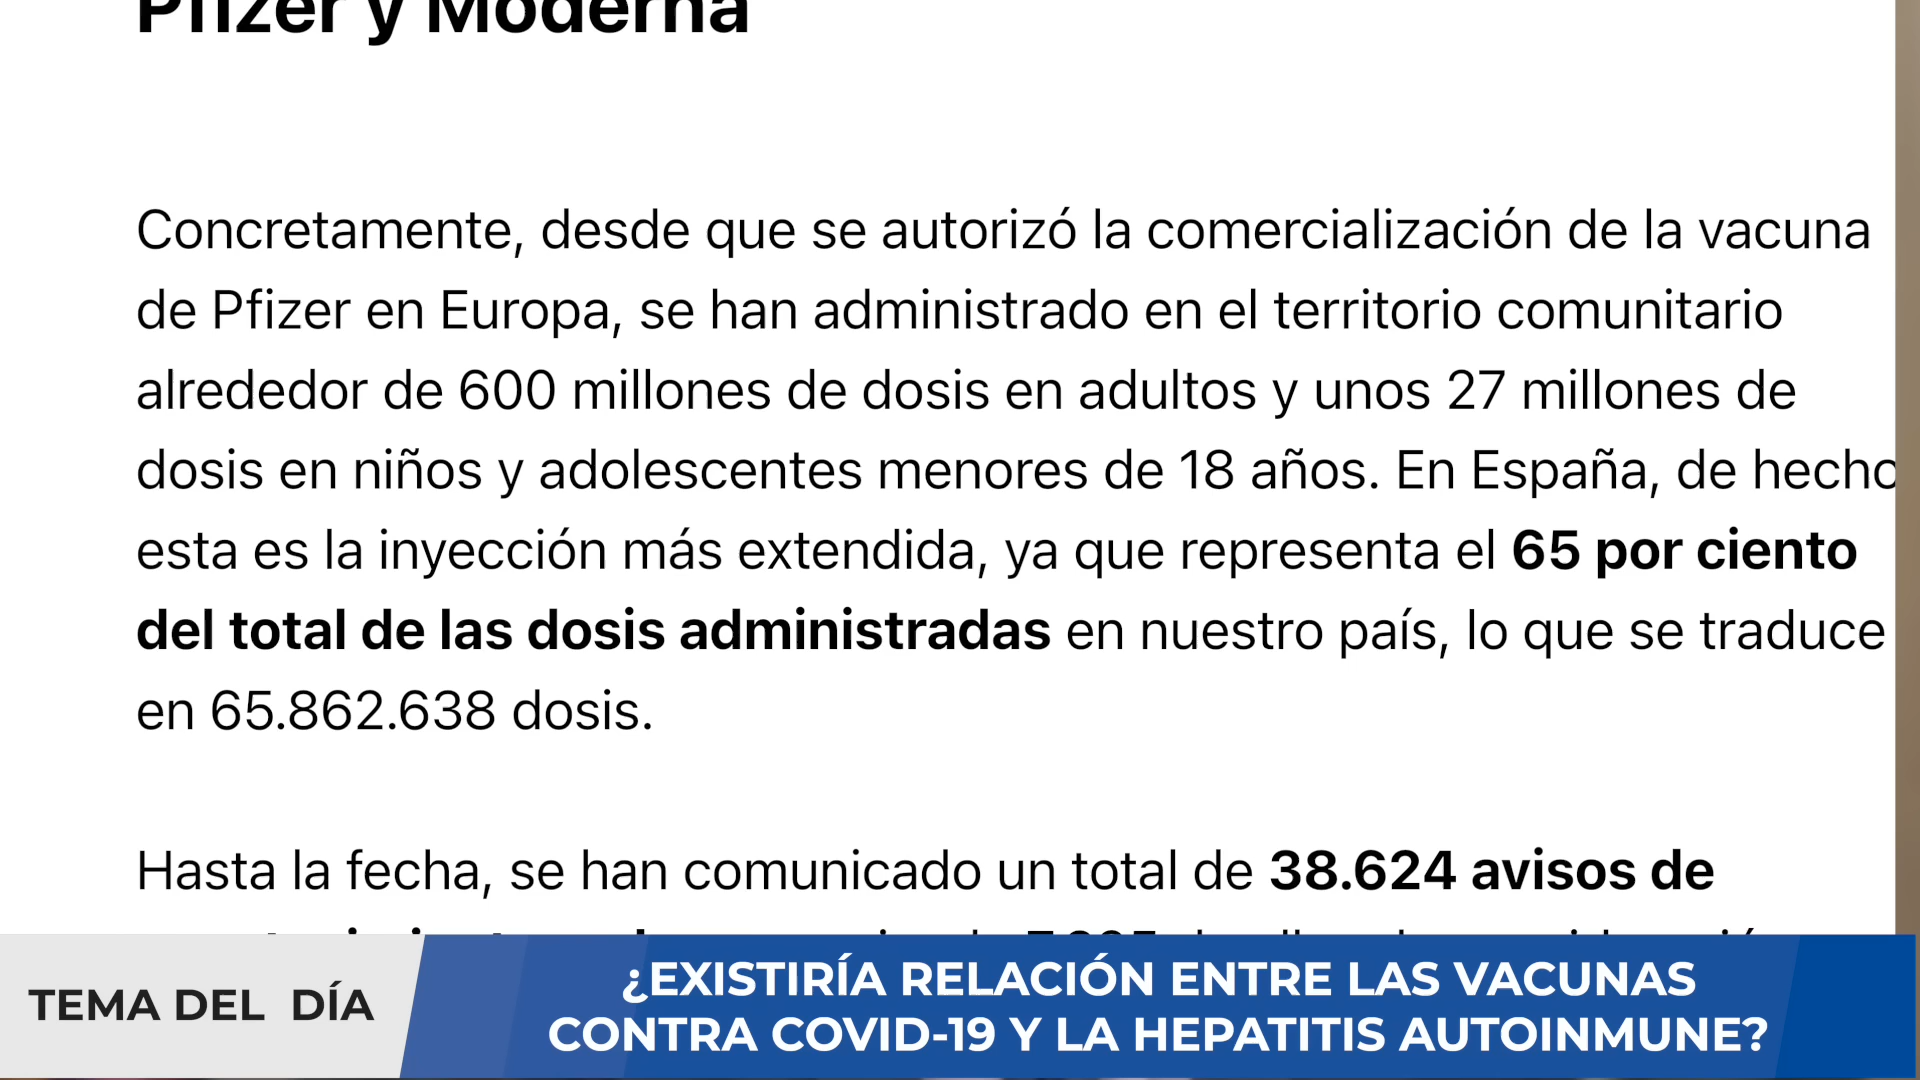 Pfizer y Moderna
Concretamente, desde que se autorizó la comercialización de la vacuna
de Pfizer en Europa, se han administrado en el territorio comunitario
alrededor de 600 millones de dosis en adultos y unos 27 millones de
dosis en niños y adolescentes menores de 18 años. En España, de hecho
esta es la inyección más extendida, ya que representa el 65 por ciento
del total de las dosis administradas en nuestro país, lo que se traduce
en 65.862.638 dosis.
Hasta la fecha, se han comunicado un total de 38.624 avisos de
TEMA DEL DÍA
¿EXISTIRÍA RELACIÓN ENTRE LAS VACUNAS
CONTRA COVID-19 Y LA HEPATITIS AUTOINMUNE?